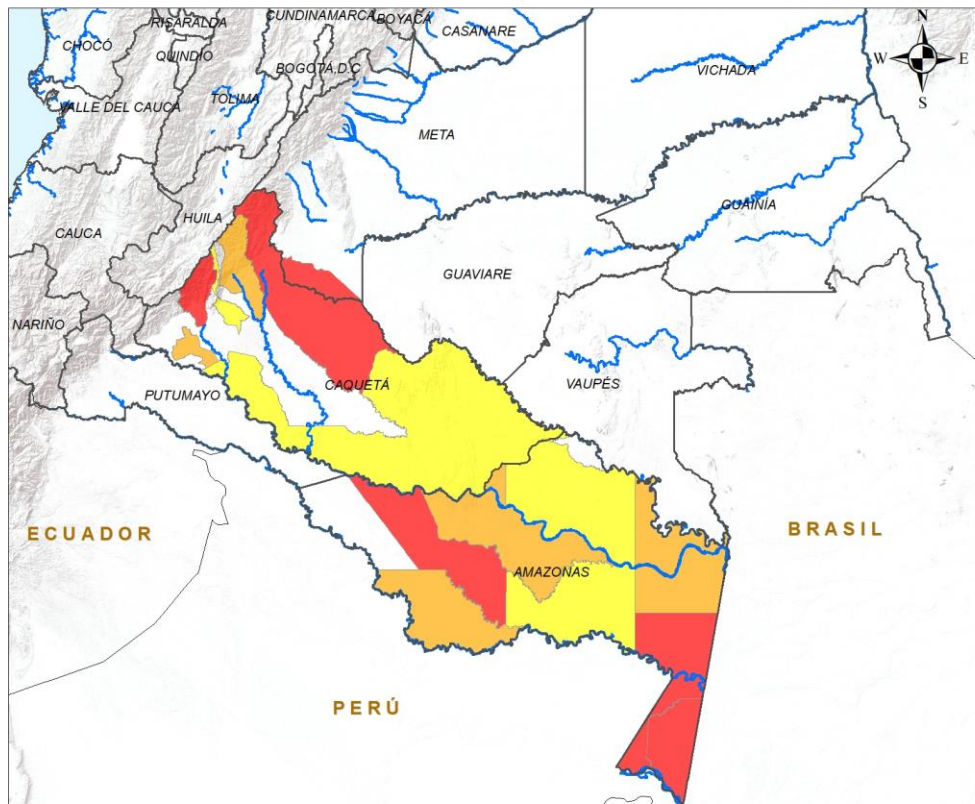 CUNDINAMARCA
BOYACÁ
RISARALDA
CASANARE
N
CHOCÓ
QUINDIO
BOGOTÁ,D.C
W
E
VICHADA
TOLIMA
VALLE DEL CAUCA
S
META
GUAINÍA
HUILA
CAUCA
GUAVIARE
NARIÑO
CAQUETÁ
VAUPÉS
PUTUMAYO
ECUADOR
BRASIL
AMAZONAS
PERÚ